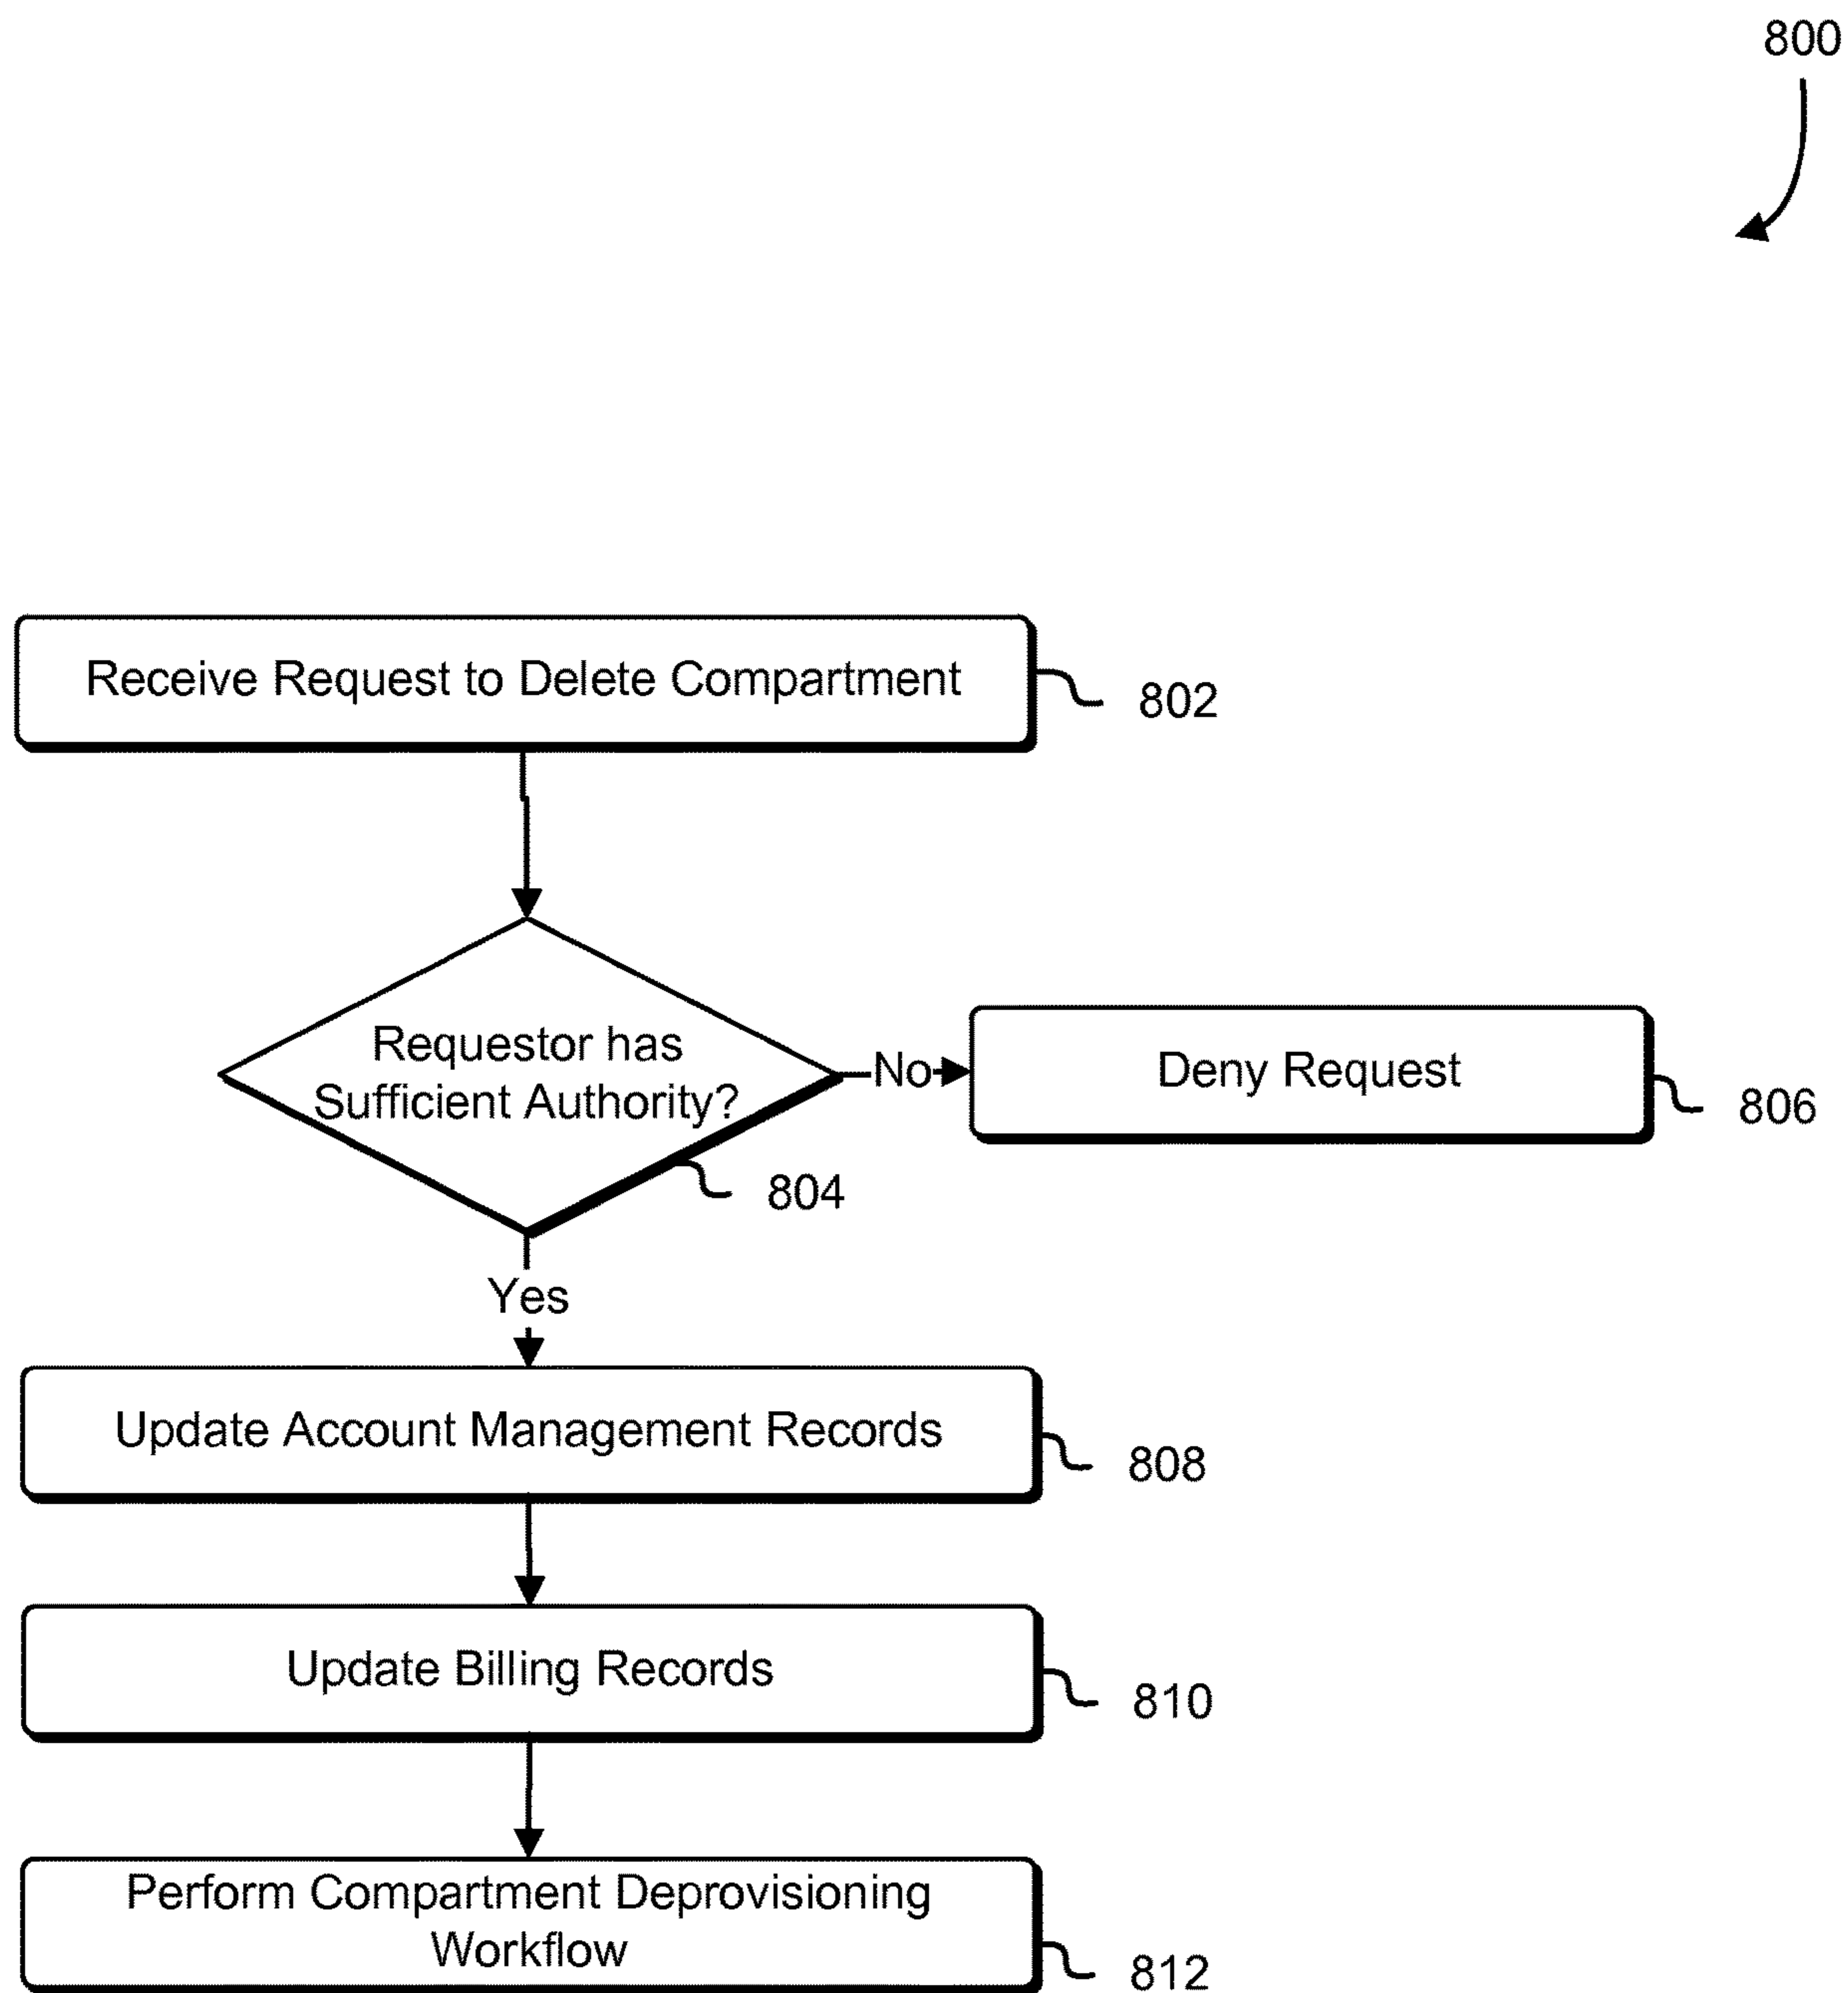 800
Receive Request to Delete Compartment
802
Requestor has
Sufficient Authority?
No
Deny Request
806
804
Yes
Update Account Management Records
808
Update Billing Records
810
Perform Compartment Deprovisioning
Workflow
812